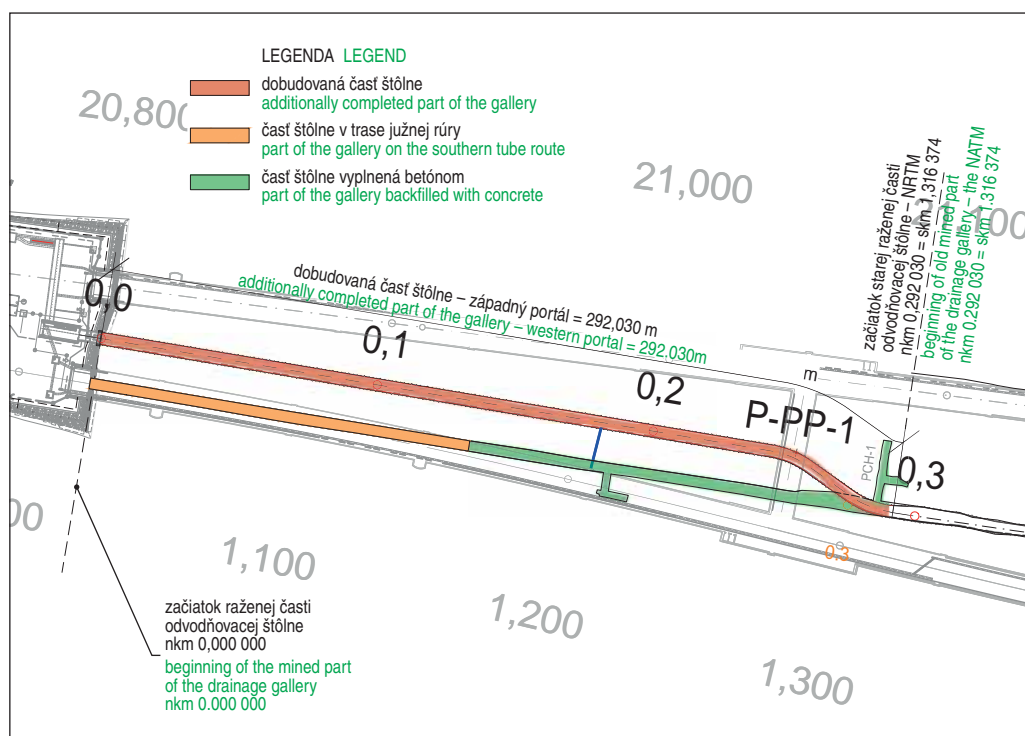 LEGENDA LEGEND
dobudovaná časť štôlne
additionally completed part of the gallery
časť štôlne v trase južnej rúry
part of the gallery on the southern tube route
časť štôlne vyplnená betónom
part of the gallery backfilled with concrete
20,800
21,000
21,100
začiatok starej raženej časti
odvodňovacej štôlne – NRTM
nkm 0,292 030 = skm 1,316 374
beginning of old mined part
of the drainage gallery – the NATM
nkm 0.292 030 = skm 1.316 374
dobudovaná časť štôlne – západný portál = 292,030 m
additionally completed part of the gallery – western portal = 292.030m
0,0
0,1
0,2
m
P-PP-1
PCH-1
0,3
0,3
00
1,100
1,200
1,300
začiatok raženej časti
odvodňovacej štôlne
nkm 0,000 000
beginning of the mined part
of the drainage gallery
nkm 0.000 000